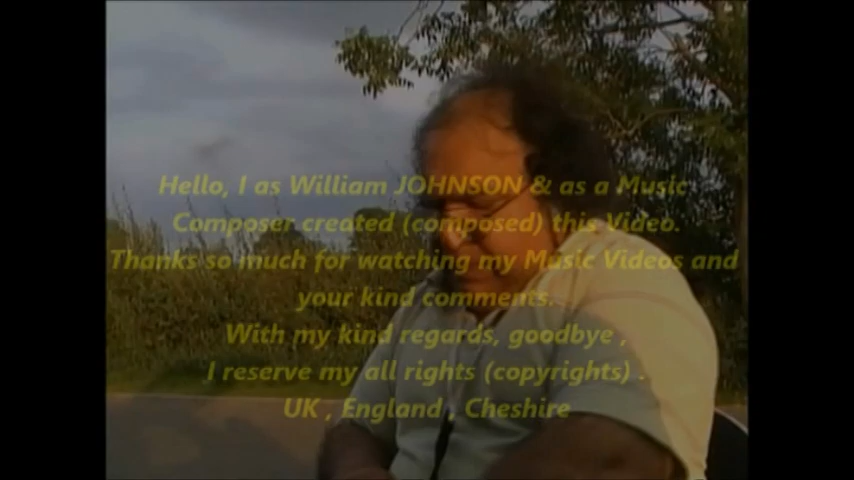 Hello, I as William JOHNSON & as a Music
Composer created (composed) this Video.
Thanks so much for watching my Music Videos and
your kind comments.
With my kind regards, goodbye ,
I reserve my all rights (copyrights) .
UK , England , Cheshire